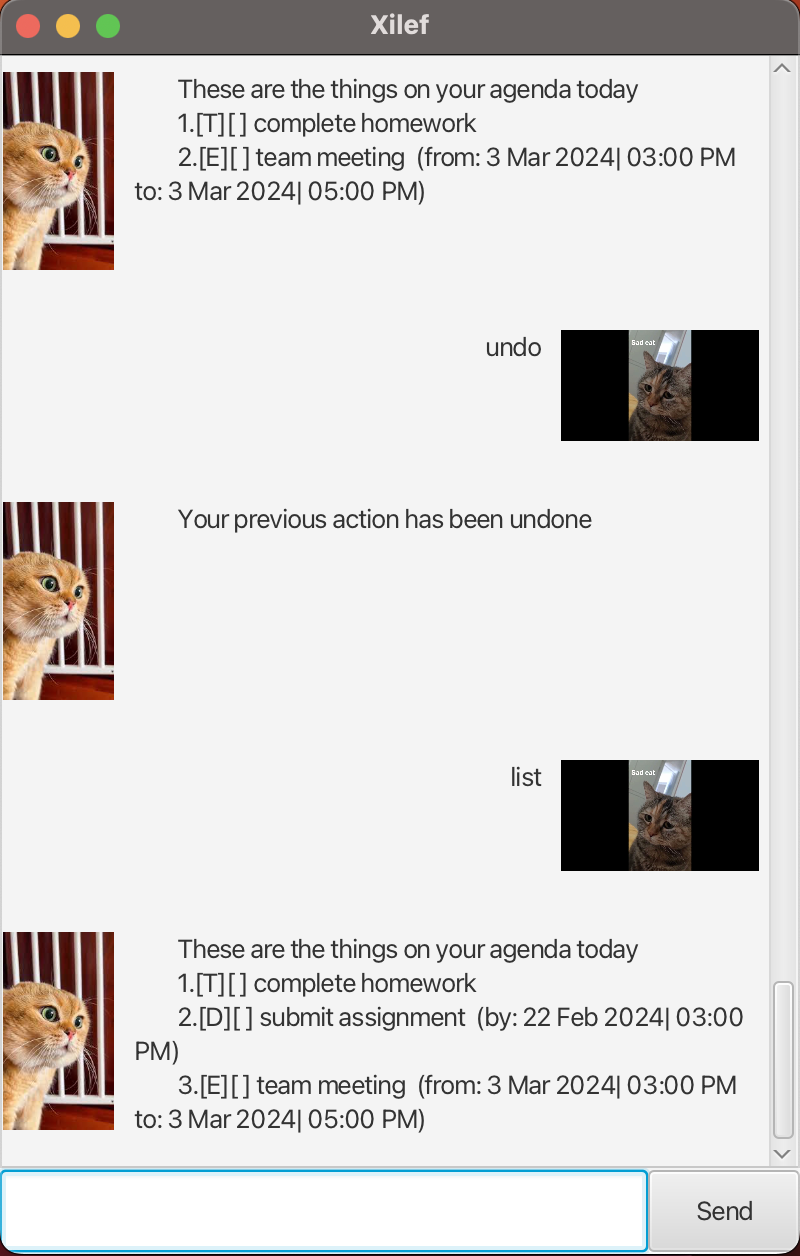 Xilef
These are the things on your agenda today
1.[T][ ] complete homework
2.[E][ ] team meeting  (from: 3 Mar 2024| 03:00 PM
to: 3 Mar 2024| 05:00 PM)
undo
Sad cat
Your previous action has been undone
list
Sad cat
These are the things on your agenda today
1.[T][ ] complete homework
2.[D][ ] submit assignment  (by: 22 Feb 2024| 03:00
PM)
3.[E][ ] team meeting  (from: 3 Mar 2024| 03:00 PM
to: 3 Mar 2024| 05:00 PM)
Send